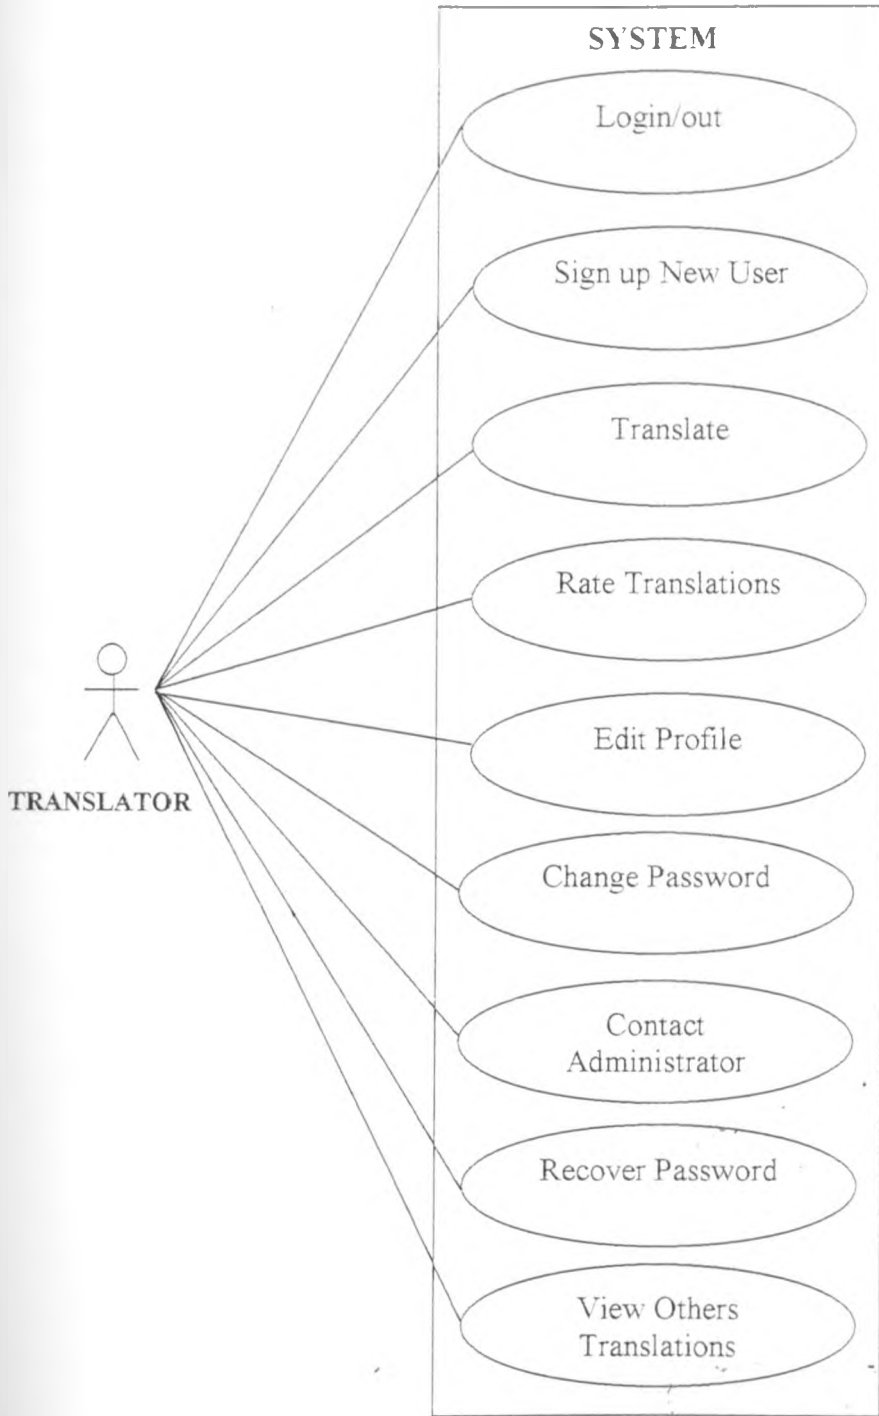 SYSTEM
Login/out
Sign up New User
Translate
Rate Translations
Edit Profile
TRANSLATOR
Change Password
Contact
Administrator
Recover Password
View Others
Translations